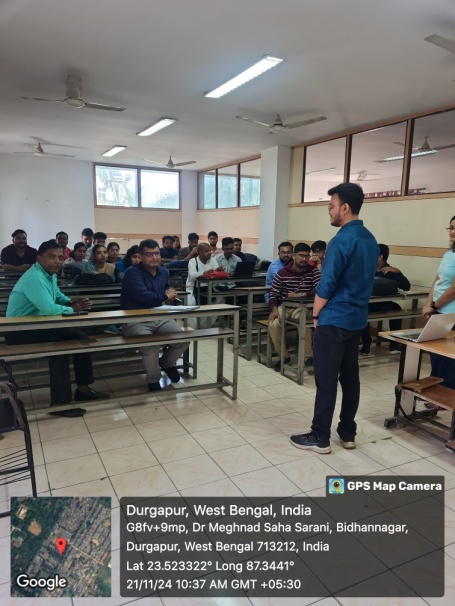 GPS Map Camera
Durgapur, West Bengal, India
G8fv+9mp, Dr Meghnad Saha Sarani, Bidhannagar,
Durgapur, West Bengal 713212, India
Lat 23.523322° Long 87.3441°
21/11/24 10:37 AM GMT +05:30
Google